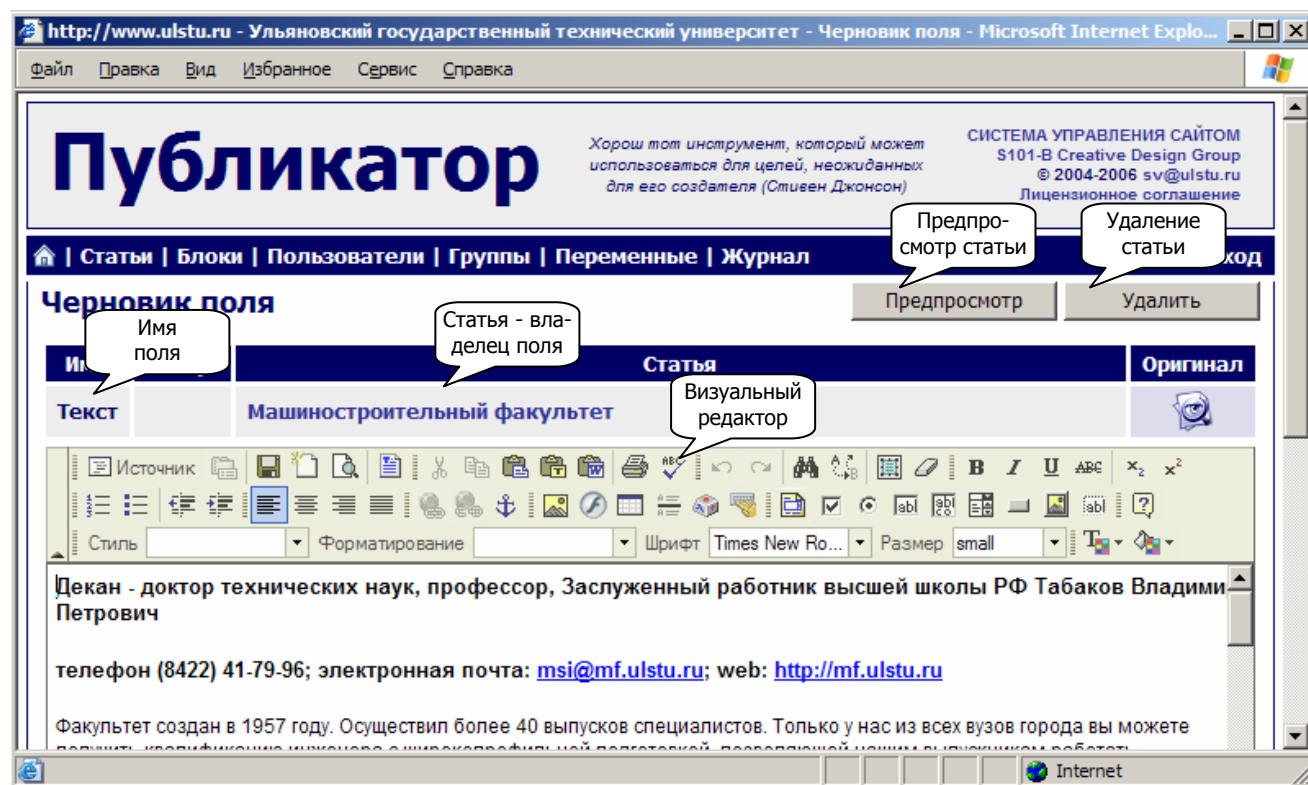 http://www.ulstu.ru - Ульяновский государственный технический университет - Черновик поля - Microsoft Internet Explo...
Файл Правка Вид Избранное Сервис Справка
Публикатор
Хорош тот инструмент, который может
использоваться для целей, неожиданных
для его создателя (Стивен Джонсон)
СИСТЕМА УПРАВЛЕНИЯ САЙТОМ
S101-B Creative Design Group
© 2004-2006 sv@ulstu.ru
Лицензионное соглашение
Предпро-
смотр статьи
Удаление
статьи
| Статьи | Блоки | Пользователи | Группы | Переменные | Журнал
Черновик поля
Предпросмотр Удалить
Имя
поля
Статья - вла-
делец поля
Статья Оригинал
Визуальный
редактор
Текст Машиностроительный факультет
Источник
Стиль Форматирование Шрифт Times New Ro... Размер small
Декан - доктор технических наук, профессор, Заслуженный работник высшей школы РФ Табаков Владими
Петрович
телефон (8422) 41-79-96; электронная почта: msi@mf.ulstu.ru; web: http://mf.ulstu.ru
Факультет создан в 1957 году. Осуществил более 40 выпусков специалистов. Только у нас из всех вузов города вы можете
Internet